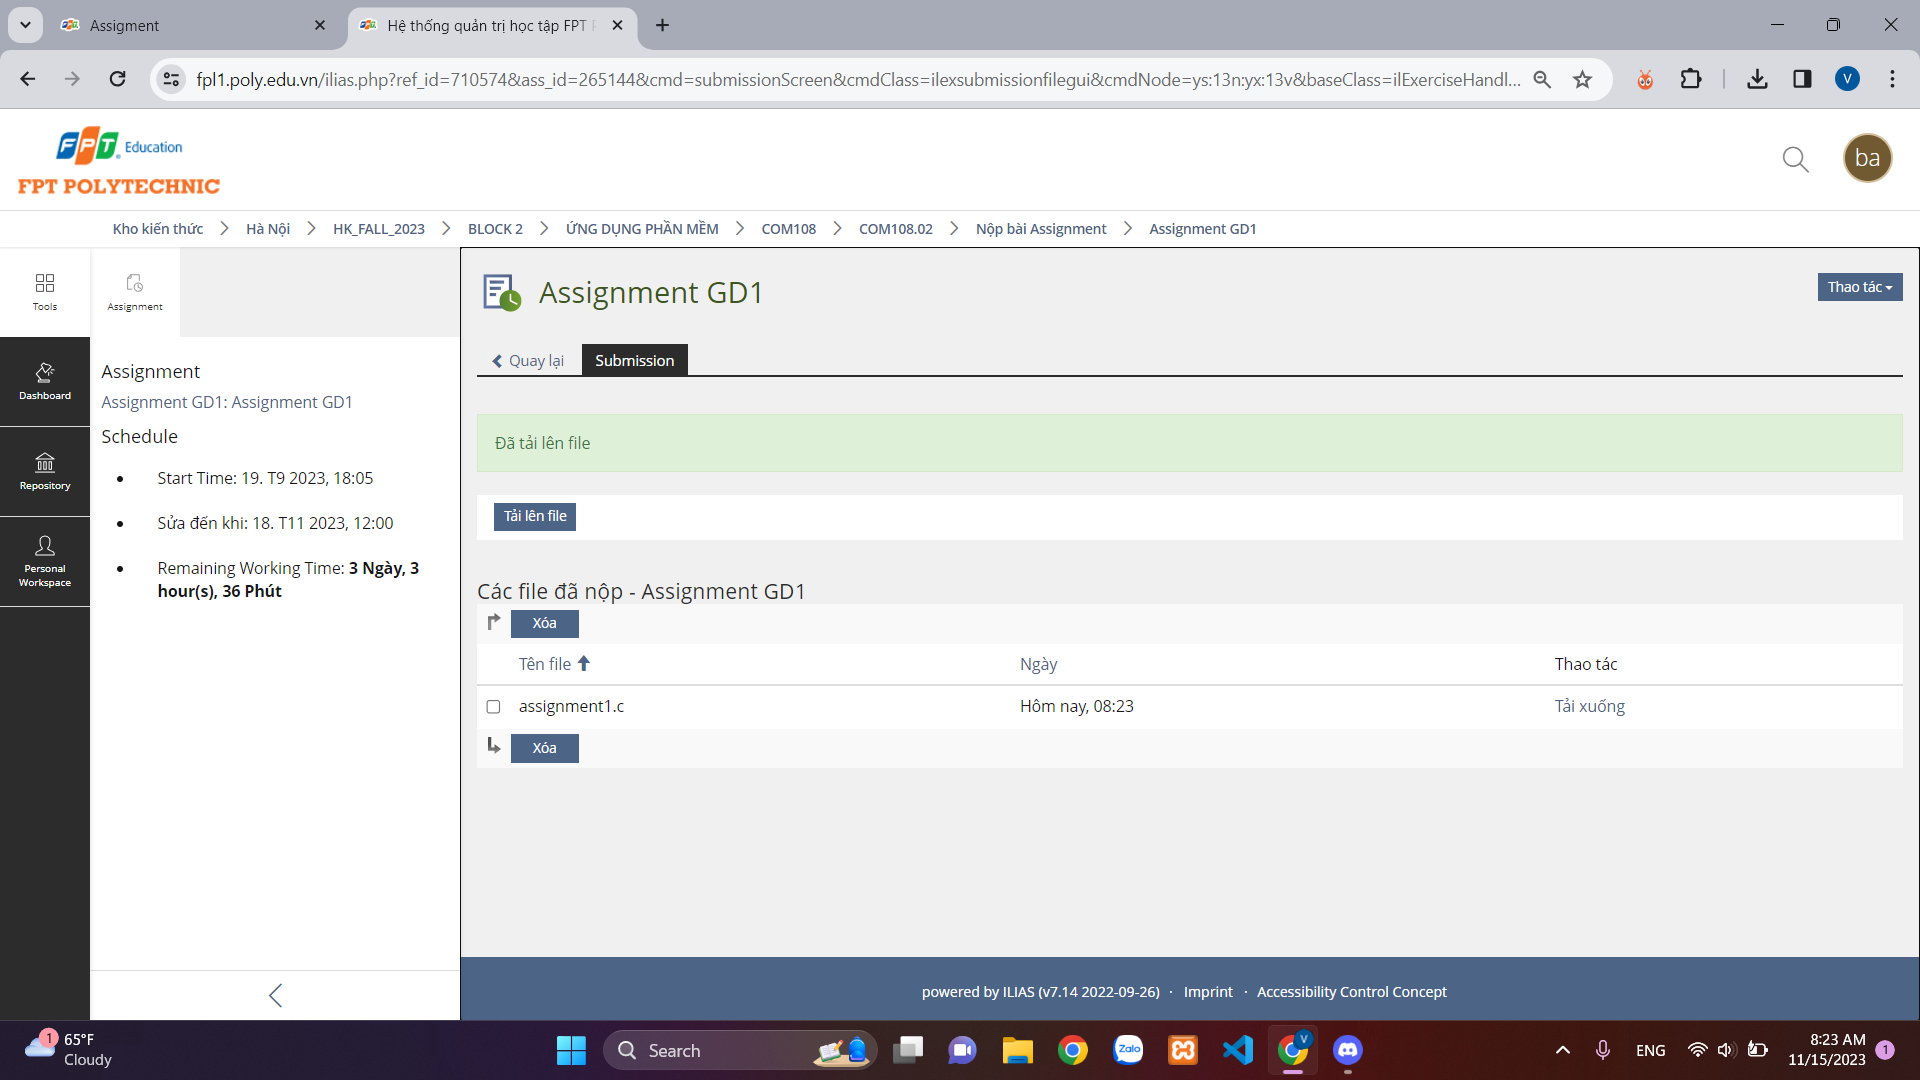 Assigment
Hệ thống quản trị học tập FPT
fpl1.poly.edu.vn/ilias.php?ref_id=710574&ass_id=265144&cmd=submissionScreen&cmdClass=ilexsubmissionfilegui&cmdNode=ys:13n:yx:13v&baseClass=ilExerciseHandl...
V
FPT Education
FPT POLYTECHNIC
ba
Kho kiến thức
Hà Nội
HK_FALL_2023
BLOCK 2
ỨNG DỤNG PHẦN MỀM
COM108
COM108.02
Nộp bài Assignment
Assignment GD1
Tools
Assignment
Dashboard
Repository
Personal
Workspace
Assignment
Assignment GD1: Assignment GD1
Schedule
Start Time: 19. T9 2023, 18:05
Sửa đến khi: 18. T11 2023, 12:00
Remaining Working Time: 3 Ngày, 3
hour(s), 36 Phút
Assignment GD1
Thao tác
Quay lại
Submission
Đã tải lên file
Tải lên file
Các file đã nộp - Assignment GD1
Xóa
Tên file
Ngày
Thao tác
assignment1.c
Hôm nay, 08:23
Tải xuống
Xóa
powered by ILIAS (v7.14 2022-09-26) · Imprint · Accessibility Control Concept
1
65°F
Cloudy
Search
Zalo
V
ENG
8:23 AM
11/15/2023
1